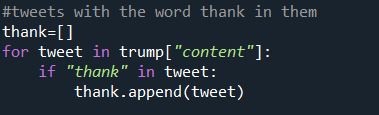 #tweets with the word thank in them
thank=[]
for tweet in trump["content"]:
    if "thank" in tweet:
        thank.append(tweet)